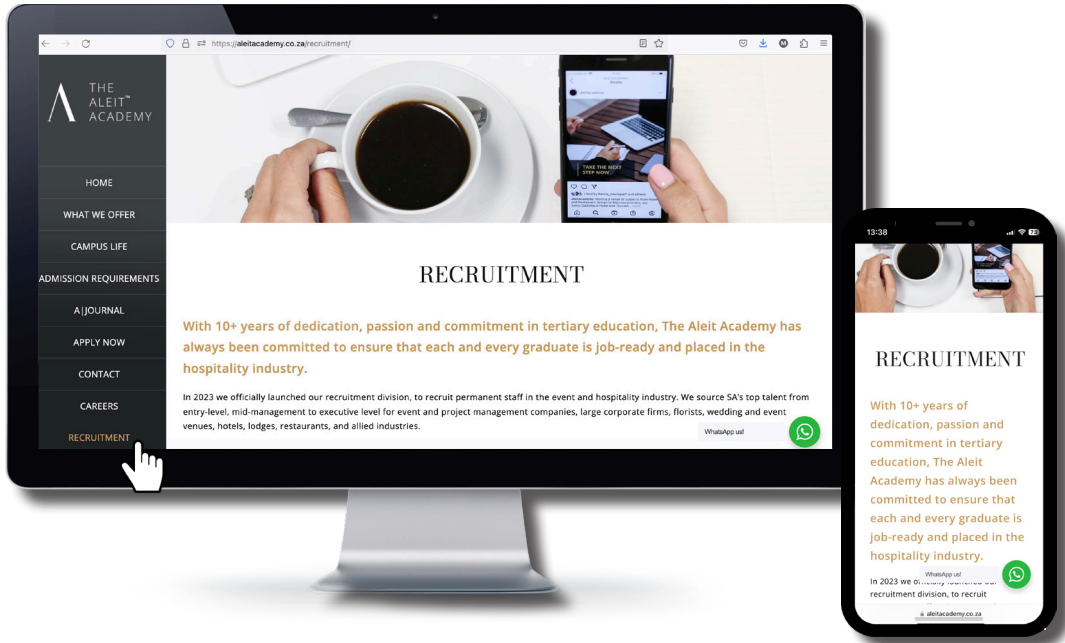 https://aleitacademy.co.za/recruitment/
THE
ALEIT™
ACADEMY
HOME
WHAT WE OFFER
CAMPUS LIFE
ADMISSION REQUIREMENTS
A|JOURNAL
APPLY NOW
CONTACT
CAREERS
RECRUITMENT
TAKE THE NEXT
STEP NOW
RECRUITMENT
With 10+ years of dedication, passion and commitment in tertiary education, The Aleit Academy has
always been committed to ensure that each and every graduate is job-ready and placed in the
hospitality industry.
In 2023 we officially launched our recruitment division, to recruit permanent staff in the event and hospitality industry. We source SA's top talent from
entry-level, mid-management to executive level for event and project management companies, large corporate firms, florists, wedding and event
venues, hotels, lodges, restaurants, and allied industries.
WhatsApp us!
13:38
RECRUITMENT
With 10+ years of
dedication, passion and
commitment in tertiary
education, The Aleit
Academy has always been
committed to ensure that
each and every graduate is
job-ready and placed in the
hospitality industry.
WhatsApp us!
In 2023 we officially launched our
recruitment division, to recruit
aleitacademy.co.za